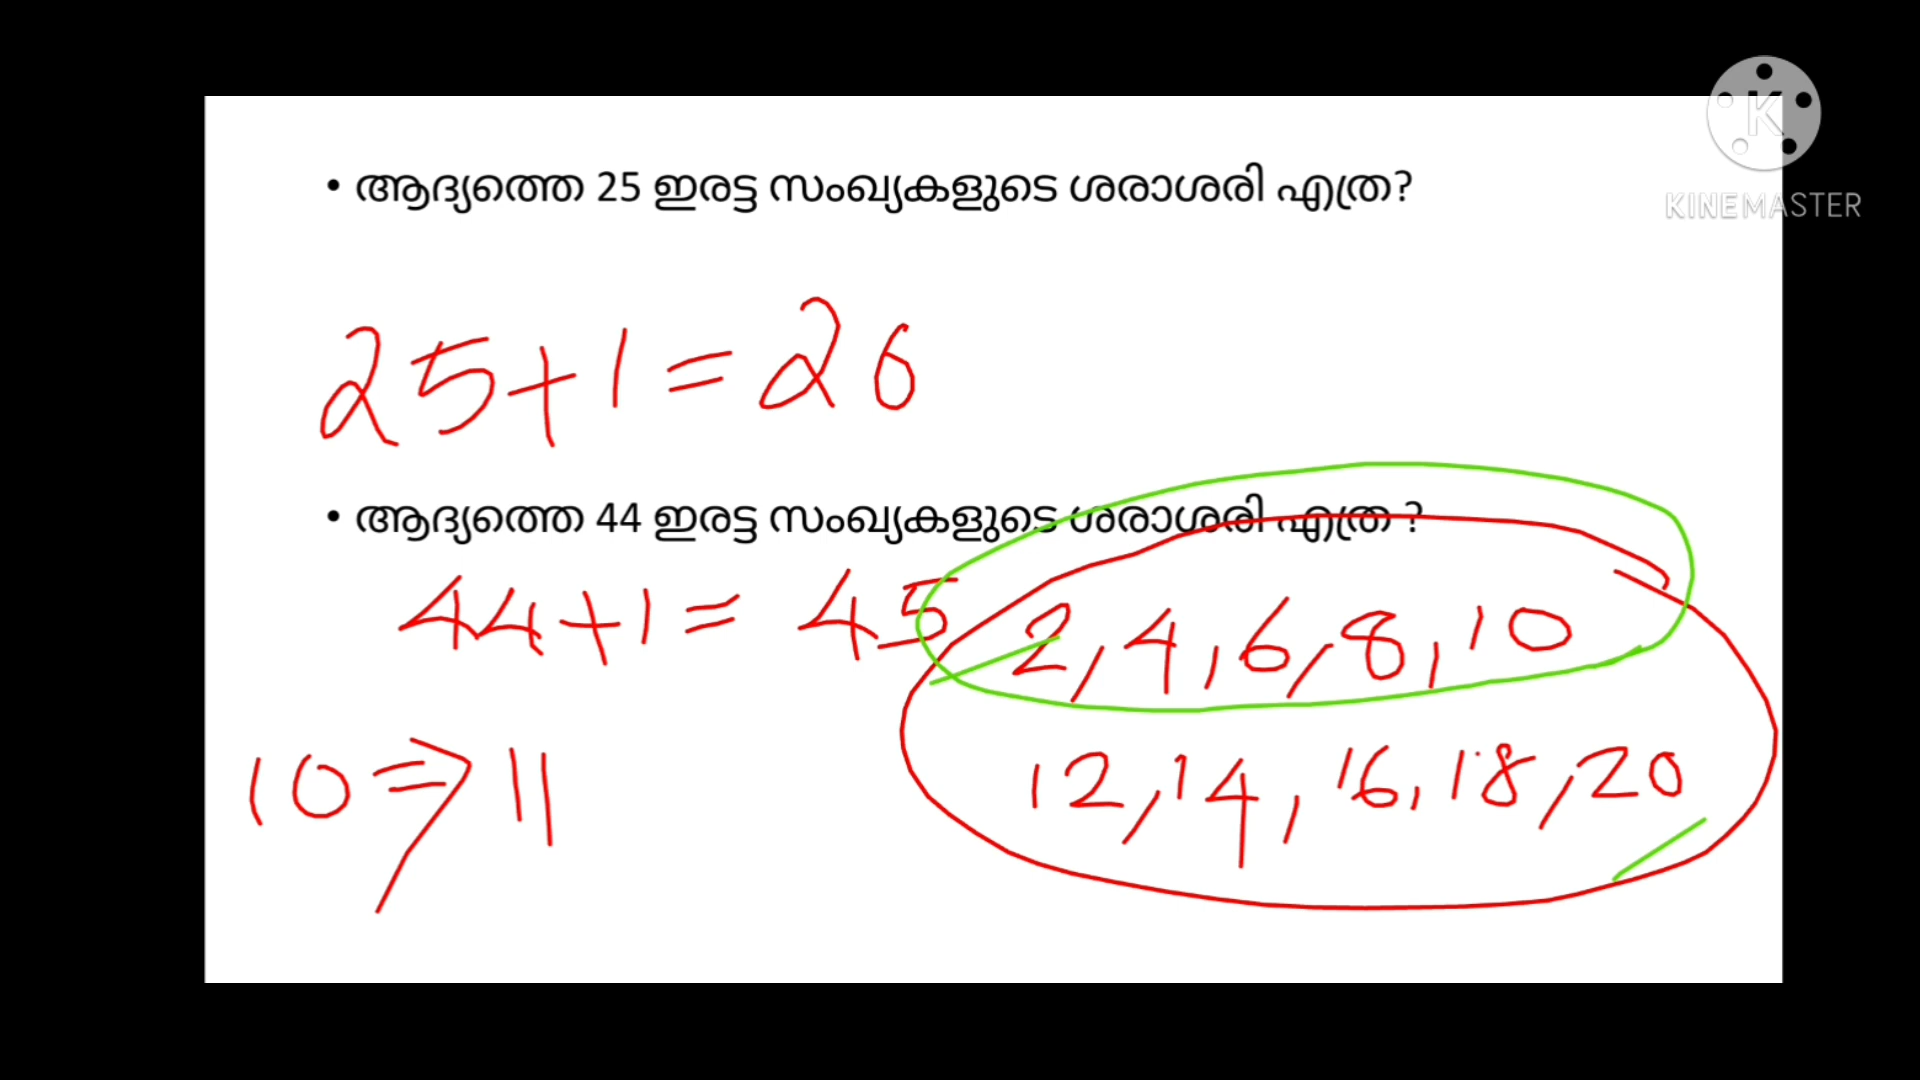 K
KINEMASTER
• ആദ്യത്തെ 25 ഇരട്ട സംഖ്യകളുടെ ശരാശരി എത്ര?
25+1=26
• ആദ്യത്തെ 44 ഇരട്ട സംഖ്യകളുടെ ശരാശരി എത്ര ?
44+1= 45
2,4,6,8,10
10⇒11
12,14,16,18,20